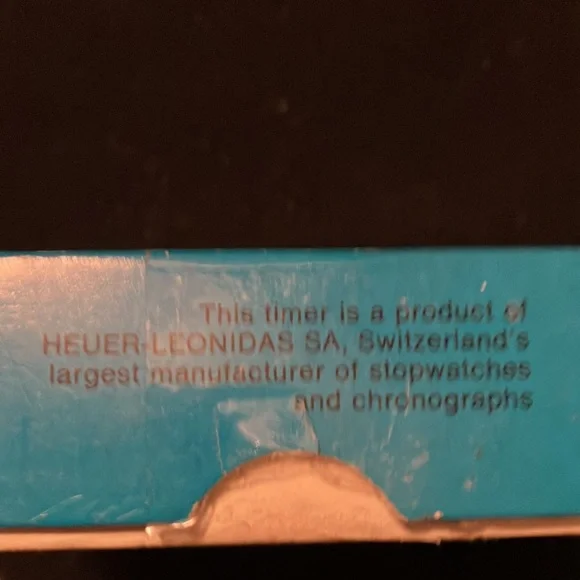 This timer is a product of
HEUER-LEONIDAS SA, Switzerland's
largest manufacturer of stopwatches
and chronographs